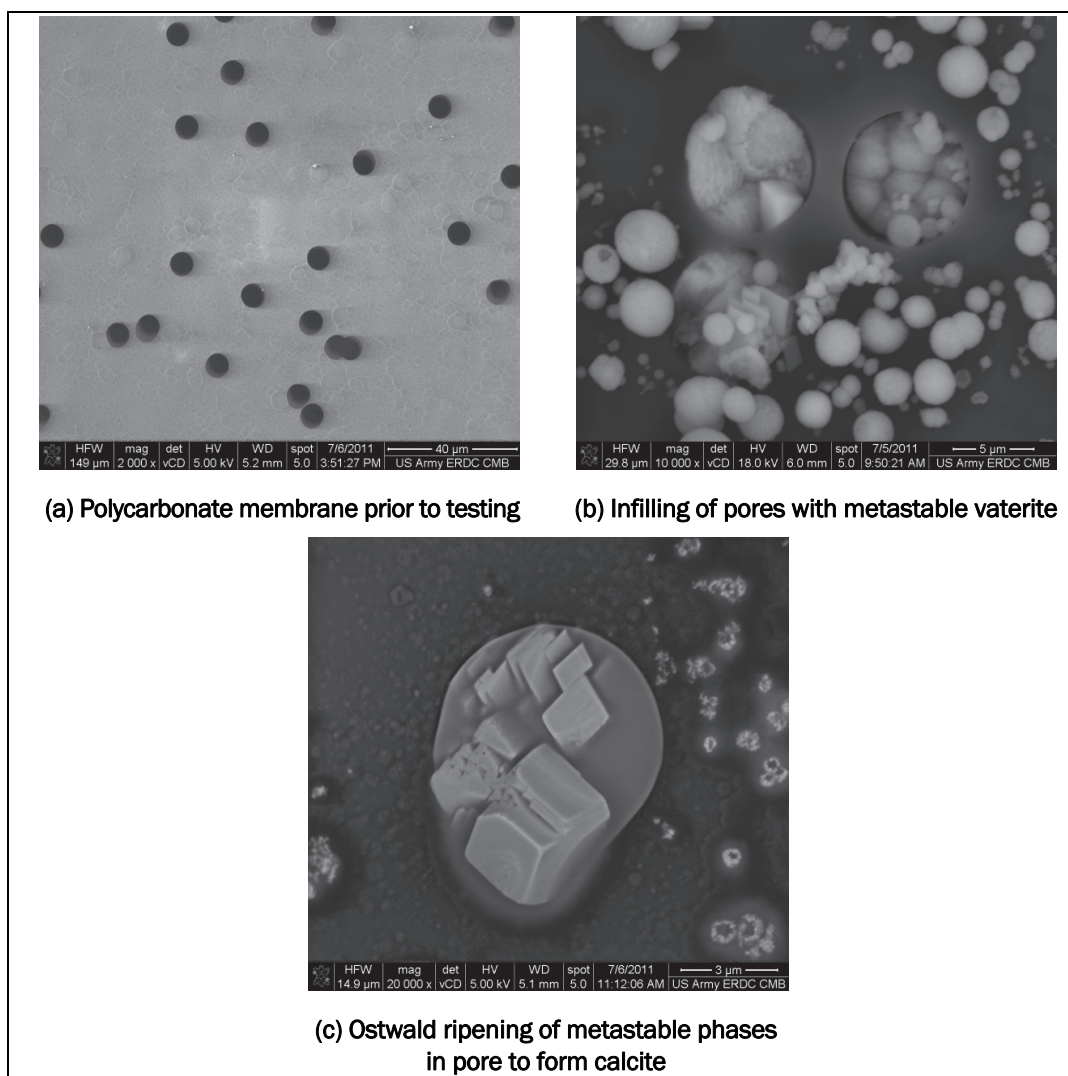 HFW mag det HV WD spot 7/6/2011 40 µm
149 µm 2 000 x vCD 5.00 kV 5.2 mm 5.0 3:51:27 PM US Army ERDC CMB
HFW mag det HV WD spot 7/5/2011 5 µm
29.8 µm 10 000 x vCD 18.0 kV 6.0 mm 5.0 9:50:21 AM US Army ERDC CMB
(a) Polycarbonate membrane prior to testing
(b) Infilling of pores with metastable vaterite
HFW mag det HV WD spot 7/6/2011 3 µm
14.9 µm 20 000 x vCD 5.00 kV 5.1 mm 5.0 11:12:06 AM US Army ERDC CMB
(c) Ostwald ripening of metastable phases
in pore to form calcite